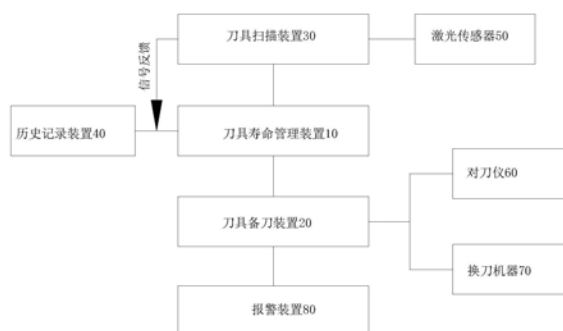 刀具扫描装置30
激光传感器50
信号反馈
历史记录装置40
刀具寿命管理装置10
对刀仪60
刀具备刀装置20
换刀机器70
报警装置80